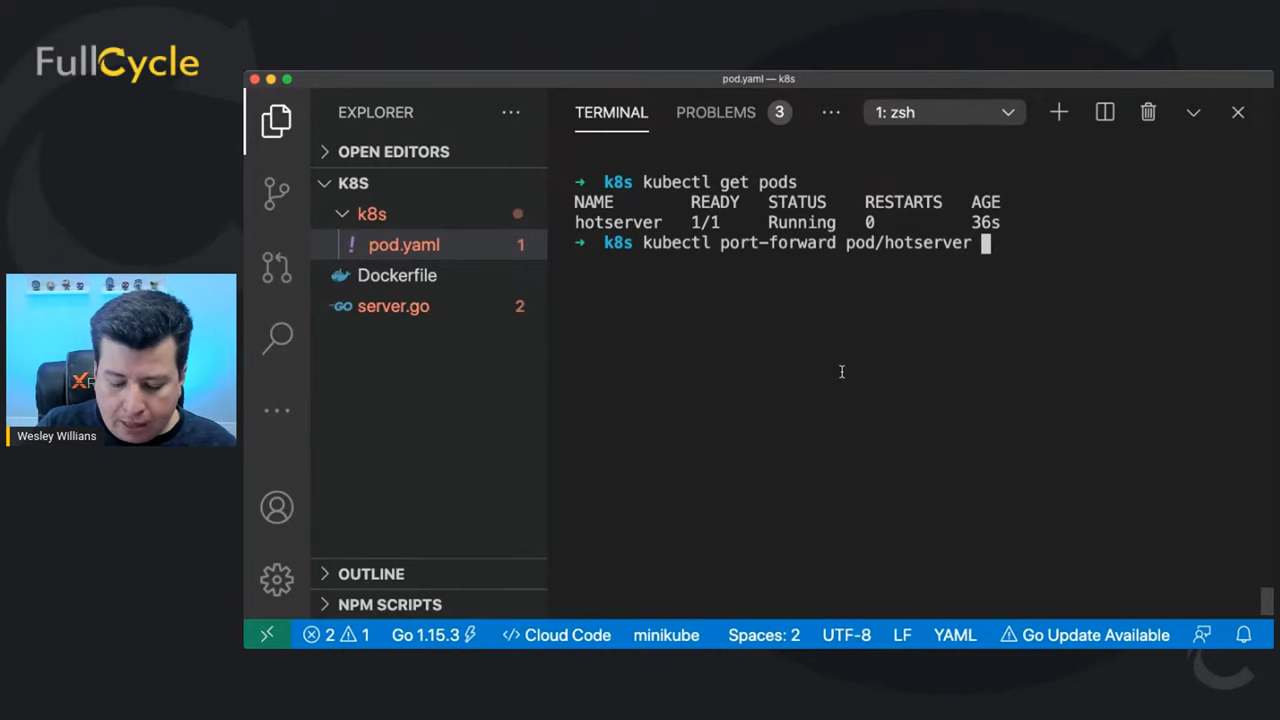 FullCycle
pod.yaml — k8s
EXPLORER
OPEN EDITORS
K8S
k8s
! pod.yaml 1
Dockerfile
GO server.go 2
OUTLINE
NPM SCRIPTS
TERMINAL PROBLEMS 3 ... 1: zsh
→ k8s kubectl get pods
NAME READY STATUS RESTARTS AGE
hotserver 1/1 Running 0 36s
→ k8s kubectl port-forward pod/hotserver
Wesley Willians
2 1 Go 1.15.3 </> Cloud Code minikube Spaces: 2 UTF-8 LF YAML Go Update Available